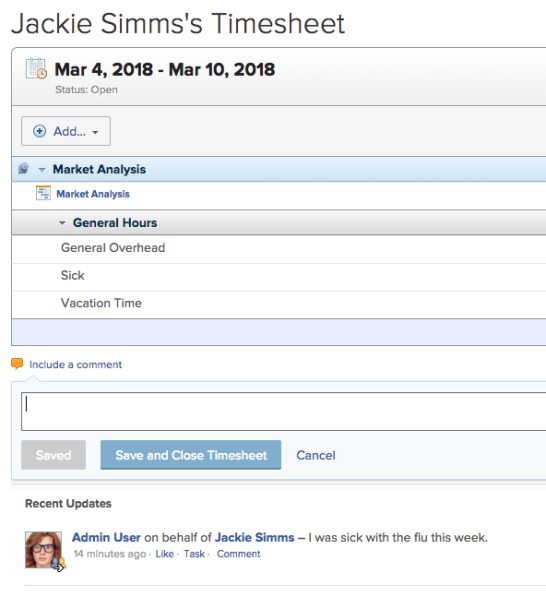 Jackie Simms's Timesheet
Mar 4, 2018 - Mar 10, 2018
Status: Open
Add...
Market Analysis
Market Analysis
General Hours
General Overhead
Sick
Vacation Time
Include a comment
Saved Save and Close Timesheet Cancel
Recent Updates
Admin User on behalf of Jackie Simms – I was sick with the flu this week.
14 minutes ago · Like · Task · Comment